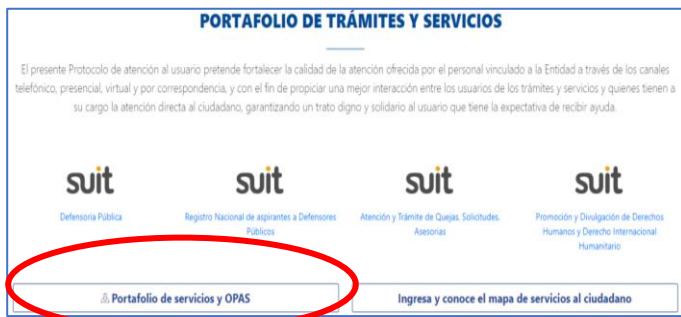 PORTAFOLIO DE TRÁMITES Y SERVICIOS
El presente Protocolo de atención al usuario pretende fortalecer la calidad de la atención ofrecida por el personal vinculado a la Entidad a través de los canales
telefónico, presencial, virtual y por correspondencia, y con el fin de propiciar una mejor interacción entre los usuarios de los trámites y servicios y quienes tienen a
su cargo la atención directa al ciudadano, garantizando un trato digno y solidario al usuario que tiene la expectativa de recibir ayuda.
suit suit suit suit
Defensoria Pública
Registro Nacional de aspirantes a Defensores
Públicos
Atención y Trámite de Quejas. Solicitudes.
Asesorias
Promoción y Divulgación de Derechos
Humanos y Derecho Internacional
Humanitario
Portafolio de servicios y OPAS
Ingresa y conoce el mapa de servicios al ciudadano